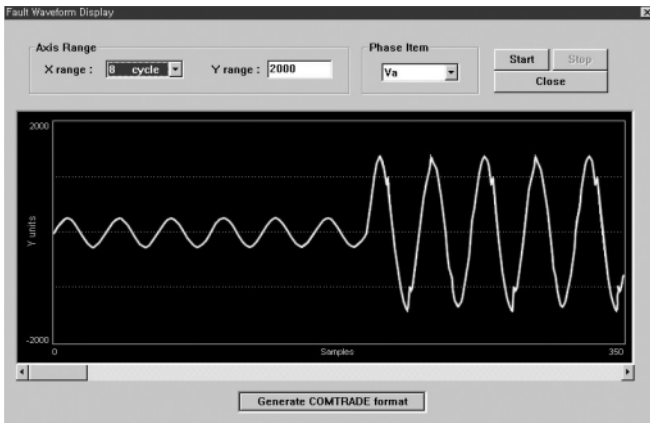 Fault Waveform Display
Axis Range
X range : 8 cycle
Y range : 2000
Phase Item
Va
Start
Stop
Close
2000
Y units
-2000
0
Samples
350
Generate COMTRADE format